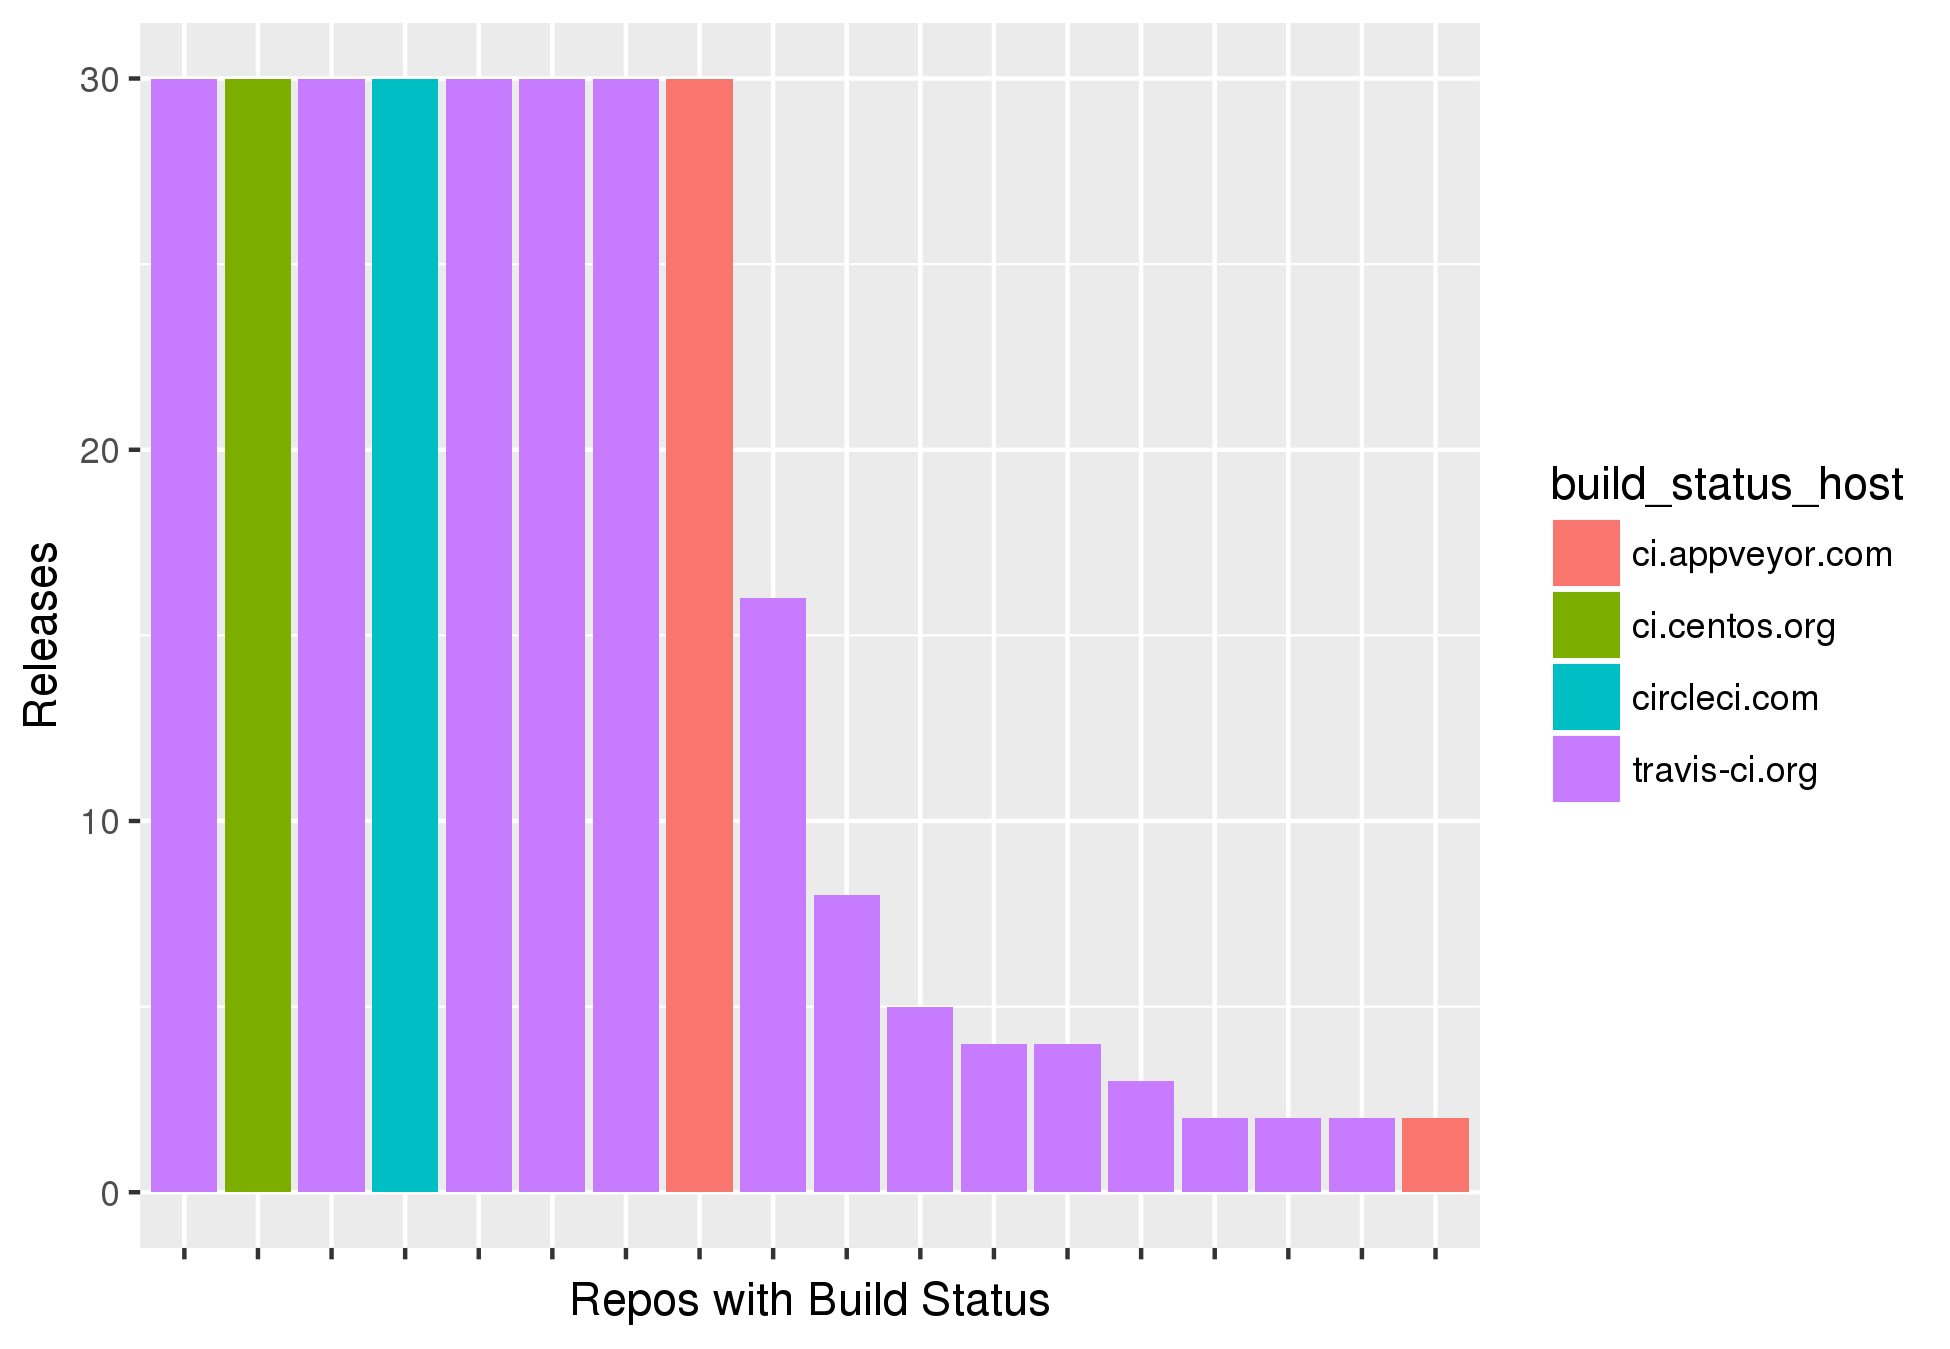 30
20
10
0
Releases
Repos with Build Status
build_status_host
ci.appveyor.com
ci.centos.org
circleci.com
travis-ci.org